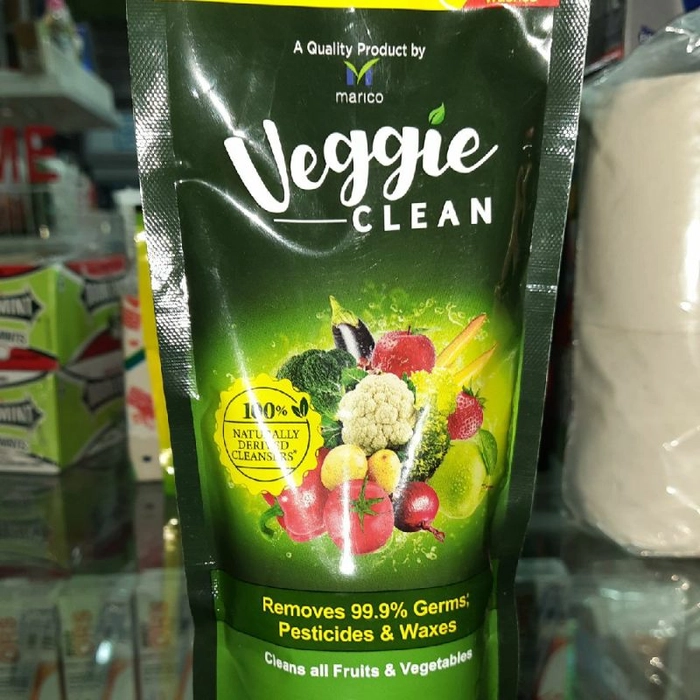 A Quality Product by
marico
Veggie
CLEAN
100%
NATURALLY
DERIVED
CLEANSERS*
Removes 99.9% Germs,
Pesticides & Waxes
Cleans all Fruits & Vegetables
ME